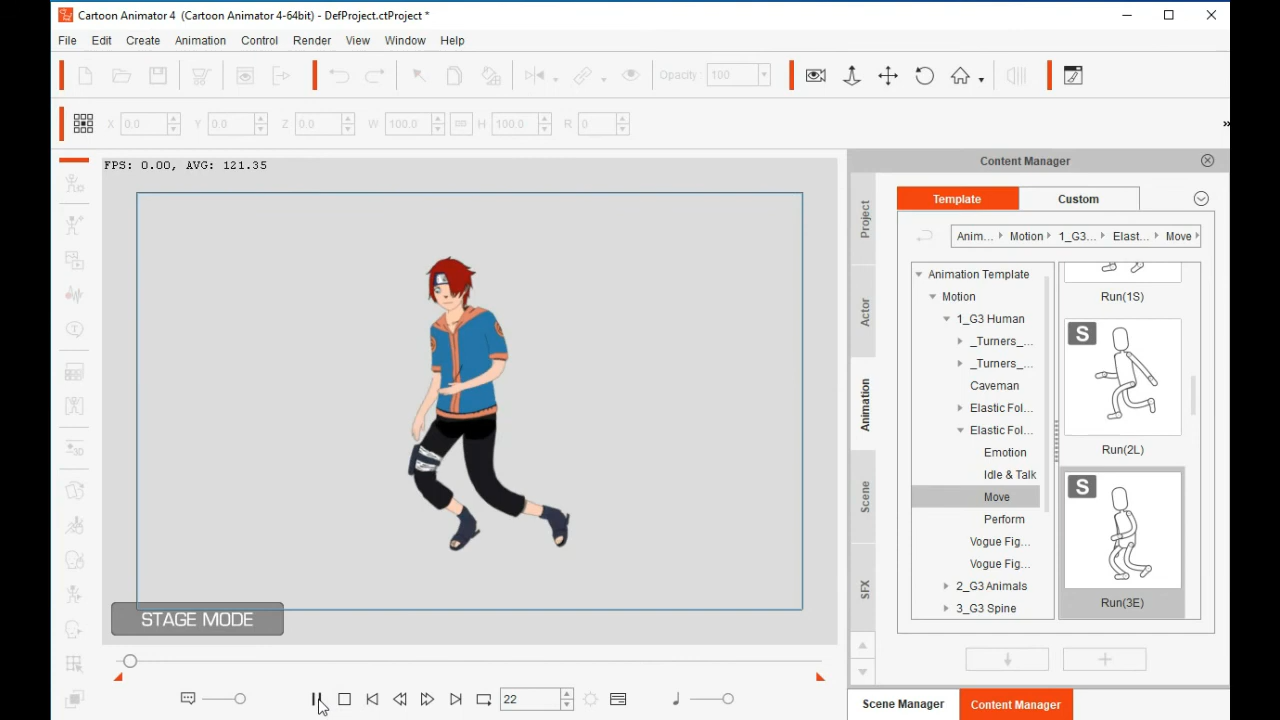 Cartoon Animator 4 (Cartoon Animator 4-64bit) - DefProject.ctProject *
File Edit Create Animation Control Render View Window Help
Opacity 100
X 0.0 Y 0.0 Z 0.0 W 100.0 H 100.0 R 0
FPS: 0.00, AVG: 121.35
STAGE MODE
22
Content Manager
Template Custom
Anim... Motion 1_G3... Elast... Move
Project
Actor
Animation
Scene
SFX
Animation Template
Motion
1_G3 Human
_Turners_...
_Turners_...
Caveman
Elastic Fol...
Elastic Fol...
Emotion
Idle & Talk
Move
Perform
Vogue Fig...
Vogue Fig...
2_G3 Animals
3_G3 Spine
Run(1S)
S
Run(2L)
S
Run(3E)
Scene Manager Content Manager